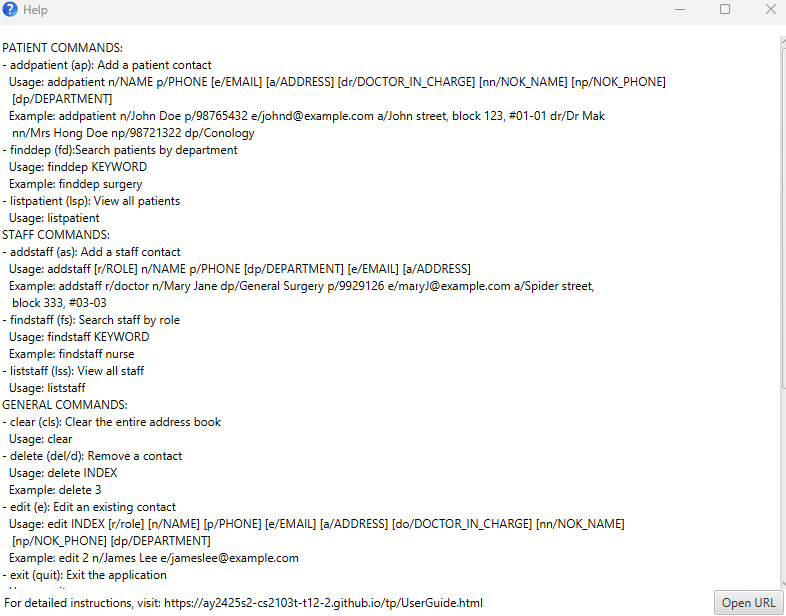 Help
PATIENT COMMANDS:
- addpatient (ap): Add a patient contact
Usage: addpatient n/NAME p/PHONE [e/EMAIL] [a/ADDRESS] [dr/DOCTOR_IN_CHARGE] [nn/NOK_NAME] [np/NOK_PHONE]
[dp/DEPARTMENT]
Example: addpatient n/John Doe p/98765432 e/johnd@example.com a/John street, block 123, #01-01 dr/Dr Mak
nn/Mrs Hong Doe np/98721322 dp/Conology
- finddep (fd):Search patients by department
Usage: finddep KEYWORD
Example: finddep surgery
- listpatient (lsp): View all patients
Usage: listpatient
STAFF COMMANDS:
- addstaff (as): Add a staff contact
Usage: addstaff [r/ROLE] n/NAME p/PHONE [dp/DEPARTMENT] [e/EMAIL] [a/ADDRESS]
Example: addstaff r/doctor n/Mary Jane dp/General Surgery p/9929126 e/maryJ@example.com a/Spider street,
block 333, #03-03
- findstaff (fs): Search staff by role
Usage: findstaff KEYWORD
Example: findstaff nurse
- liststaff (lss): View all staff
Usage: liststaff
GENERAL COMMANDS:
- clear (cls): Clear the entire address book
Usage: clear
- delete (del/d): Remove a contact
Usage: delete INDEX
Example: delete 3
- edit (e): Edit an existing contact
Usage: edit INDEX [r/role] [n/NAME] [p/PHONE] [e/EMAIL] [a/ADDRESS] [do/DOCTOR_IN_CHARGE] [nn/NOK_NAME]
[np/NOK_PHONE] [dp/DEPARTMENT]
Example: edit 2 n/James Lee e/jameslee@example.com
- exit (quit): Exit the application
For detailed instructions, visit: https://ay2425s2-cs2103t-t12-2.github.io/tp/UserGuide.html
Open URL